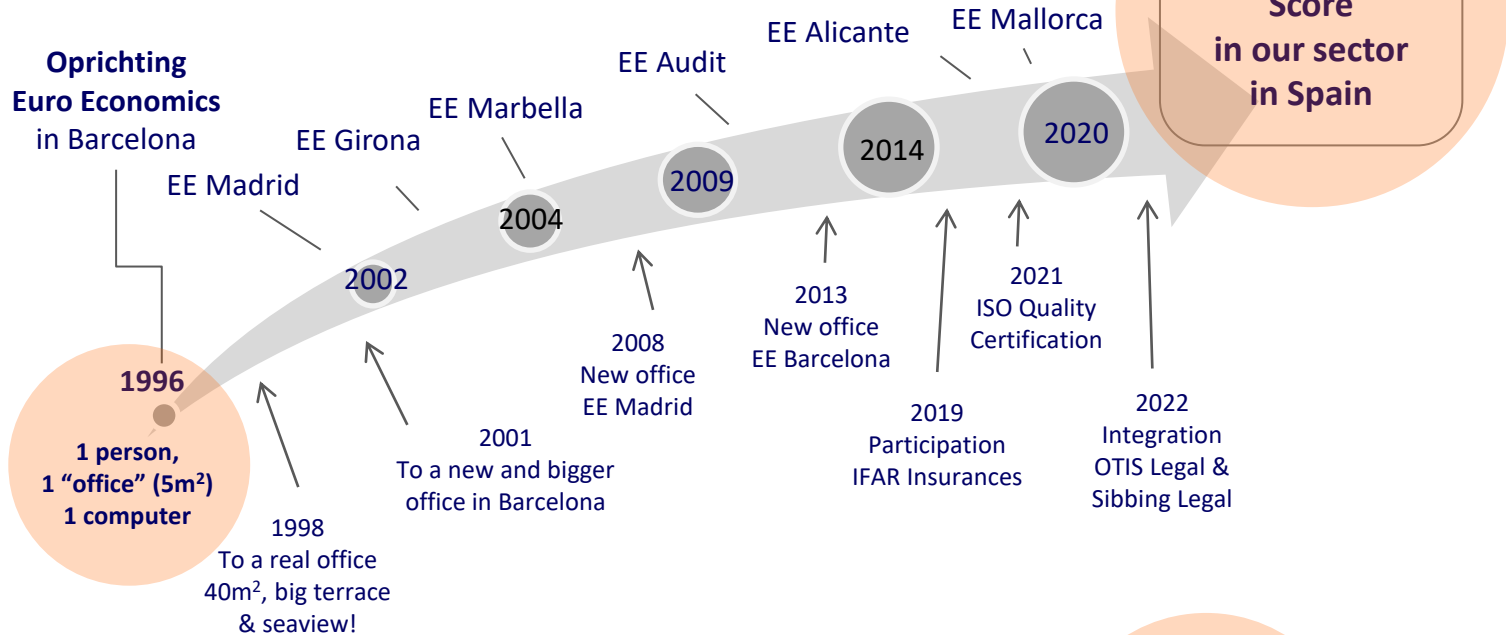 Score
in our sector
in Spain
EE Mallorca
EE Alicante
EE Audit
EE Marbella
EE Girona
EE Madrid
Oprichting
Euro Economics
in Barcelona
1996
2002
2004
2009
2014
2020
1 person,
1 “office” (5m²)
1 computer
1998
To a real office
40m², big terrace
& seaview!
2001
To a new and bigger
office in Barcelona
2008
New office
EE Madrid
2013
New office
EE Barcelona
2019
Participation
IFAR Insurances
2021
ISO Quality
Certification
2022
Integration
OTIS Legal &
Sibbing Legal